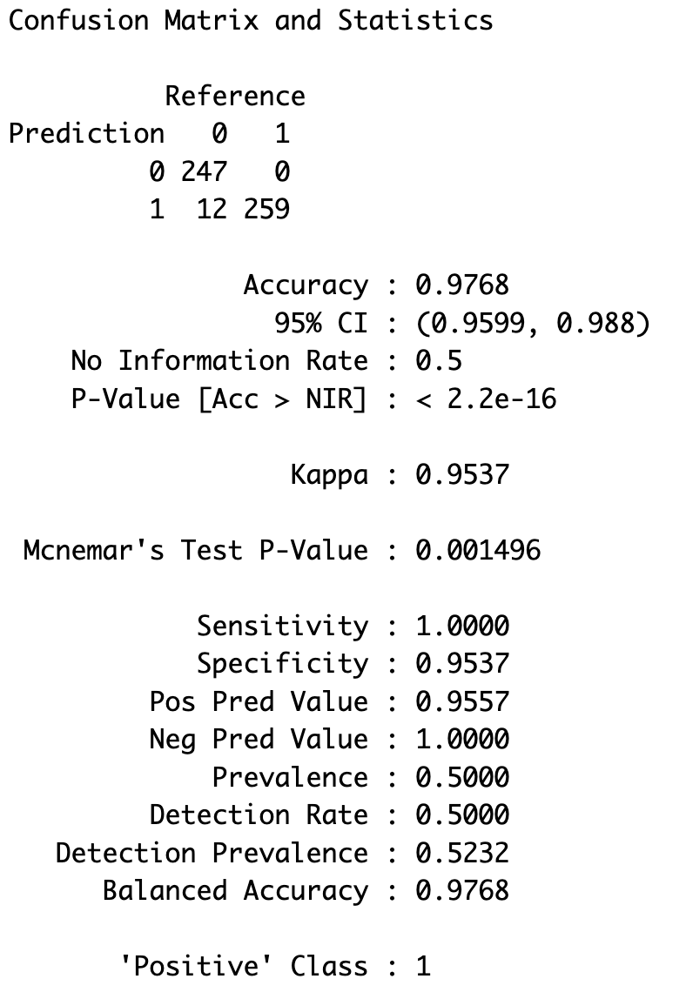 Confusion Matrix and Statistics
Reference
Prediction 0 1
0 247 0
1 12 259
Accuracy : 0.9768
95% CI : (0.9599, 0.988)
No Information Rate : 0.5
P-Value [Acc > NIR] : < 2.2e-16
Kappa : 0.9537
Mcnemar's Test P-Value : 0.001496
Sensitivity : 1.0000
Specificity : 0.9537
Pos Pred Value : 0.9557
Neg Pred Value : 1.0000
Prevalence : 0.5000
Detection Rate : 0.5000
Detection Prevalence : 0.5232
Balanced Accuracy : 0.9768
'Positive' Class : 1